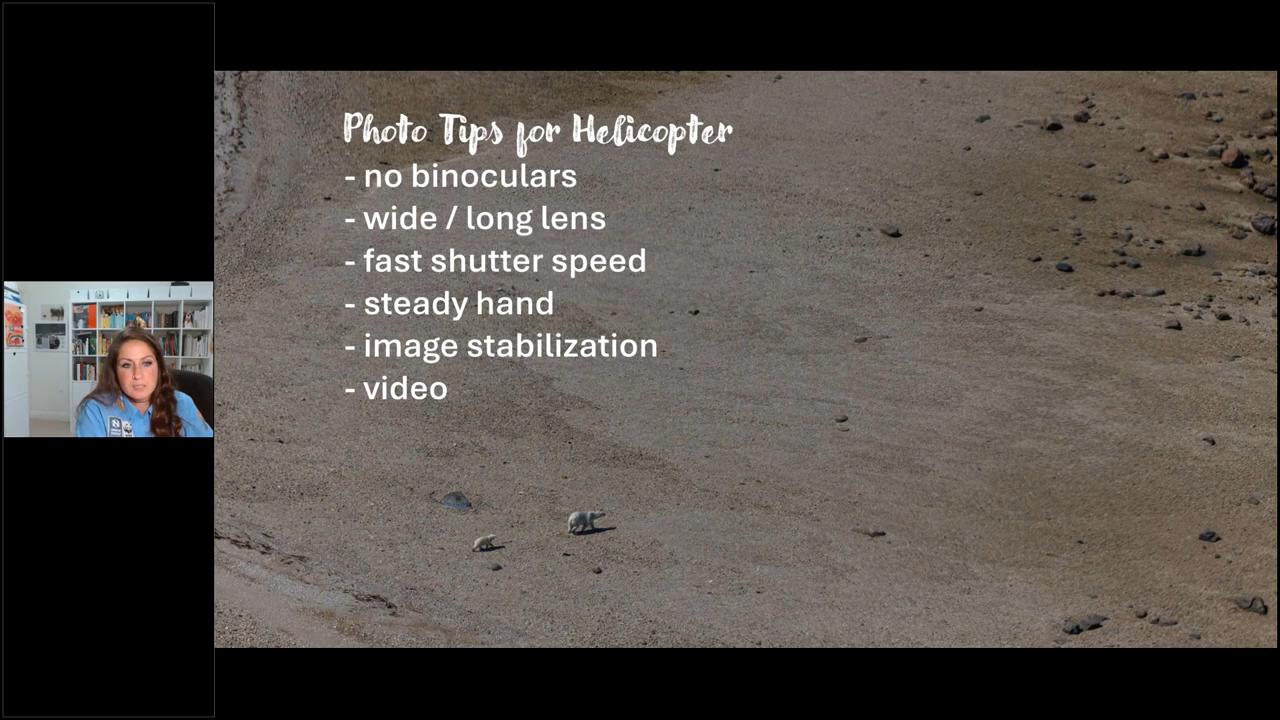 Photo Tips for Helicopter
- no binoculars
- wide / long lens
- fast shutter speed
- steady hand
- image stabilization
- video